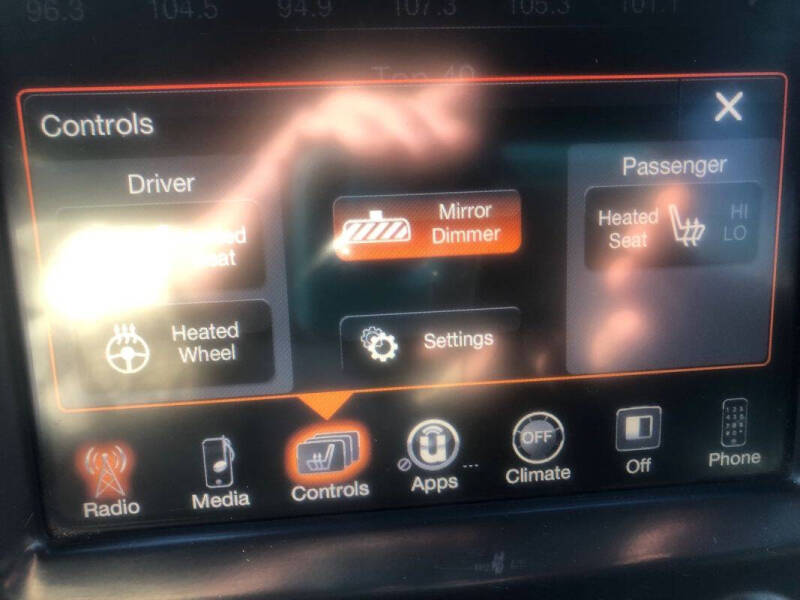 96.3 104.5 94.9 107.3 105.3 101.1
Top 40
Controls
Driver
Passenger
Mirror
Dimmer
Heated
Seat
HI
LO
Heated
Wheel
Settings
OFF
Radio
Media
Controls
Apps
Climate
Off
Phone